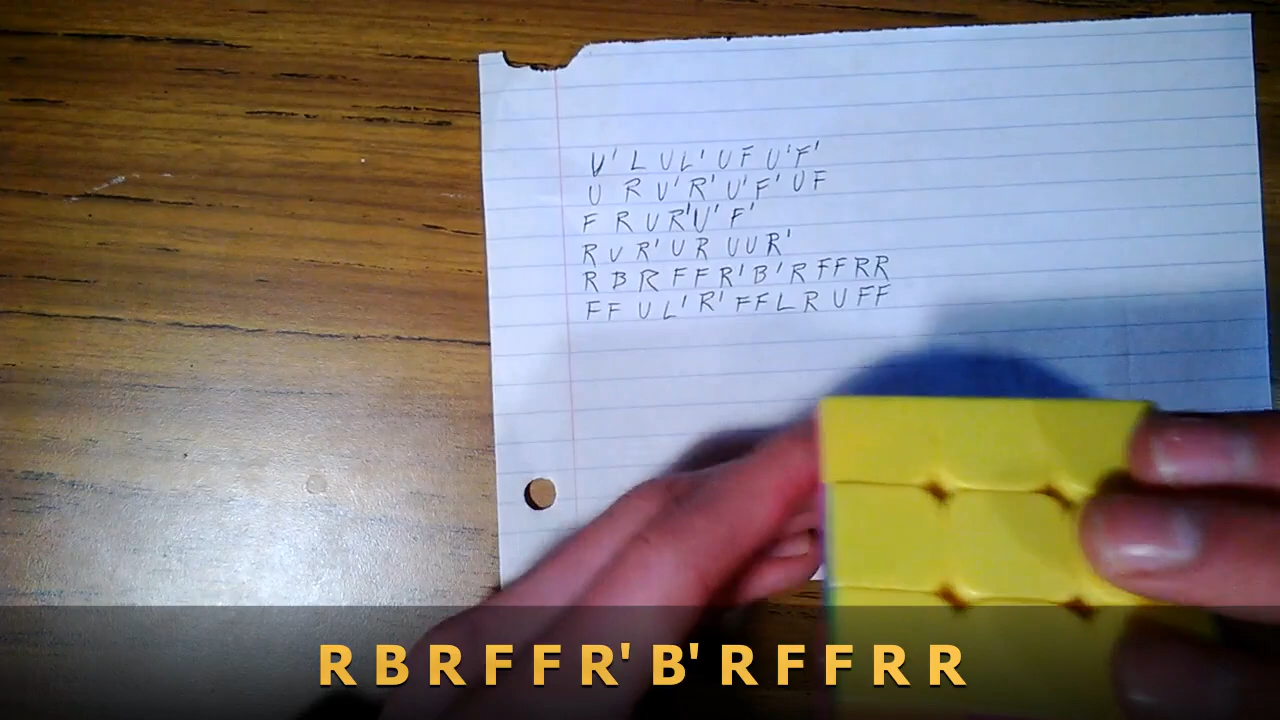 U' L U L' U F U' F'
U R U' R' U' F' U F
F R U R' U' F'
R U R' U R U U R'
R B R F F R' B' R F F R R
F F U L' R' F F L R U F F
R B R F F R' B' R F F R R